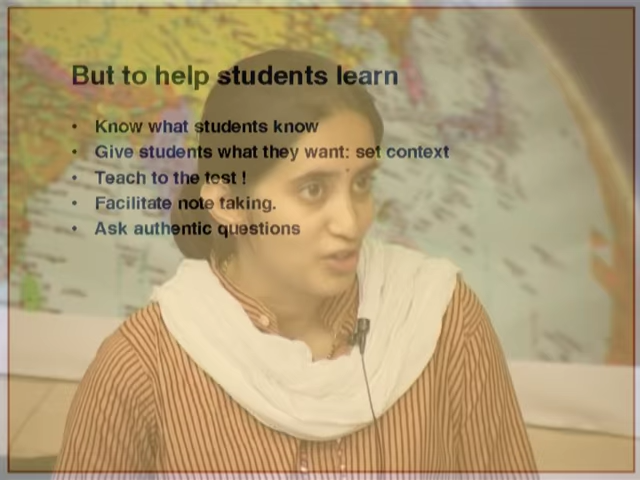 But to help students learn
• Know what students know
• Give students what they want: set context
• Teach to the test !
• Facilitate note taking.
• Ask authentic questions